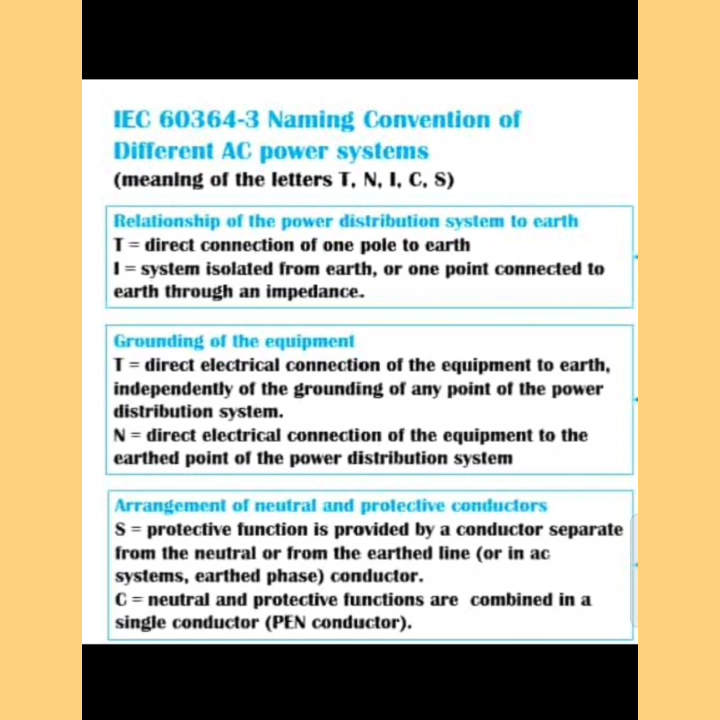 IEC 60364-3 Naming Convention of
Different AC power systems
(meaning of the letters T, N, I, C, S)
Relationship of the power distribution system to earth
T = direct connection of one pole to earth
I = system isolated from earth, or one point connected to
earth through an impedance.
Grounding of the equipment
T = direct electrical connection of the equipment to earth,
independently of the grounding of any point of the power
distribution system.
N = direct electrical connection of the equipment to the
earthed point of the power distribution system
Arrangement of neutral and protective conductors
S = protective function is provided by a conductor separate
from the neutral or from the earthed line (or in ac
systems, earthed phase) conductor.
C = neutral and protective functions are combined in a
single conductor (PEN conductor).